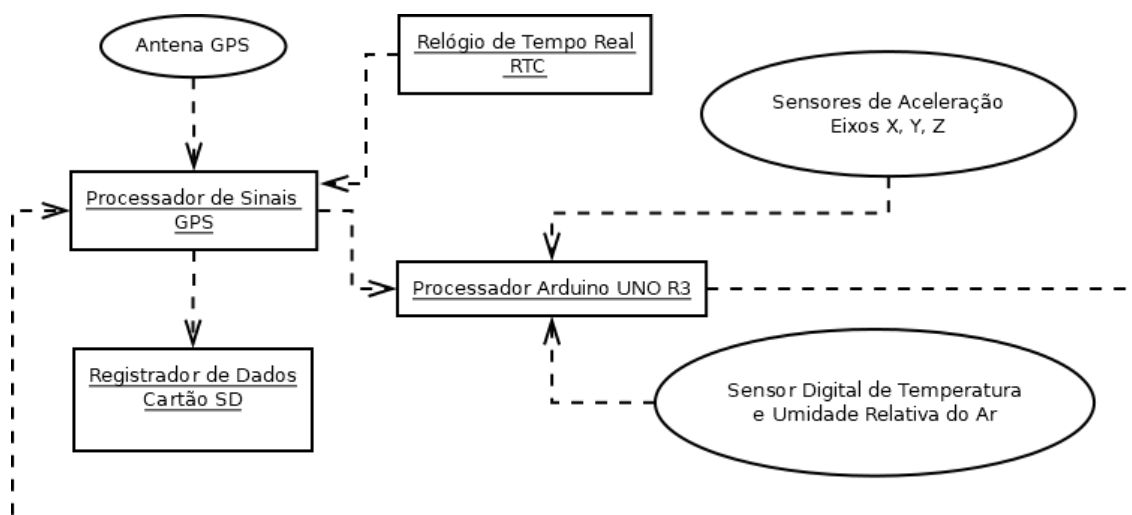 Antena GPS
Relógio de Tempo Real
RTC
Sensores de Aceleração
Eixos X, Y, Z
Processador de Sinais
GPS
Processador Arduino UNO R3
Registrador de Dados
Cartão SD
Sensor Digital de Temperatura
e Umidade Relativa do Ar